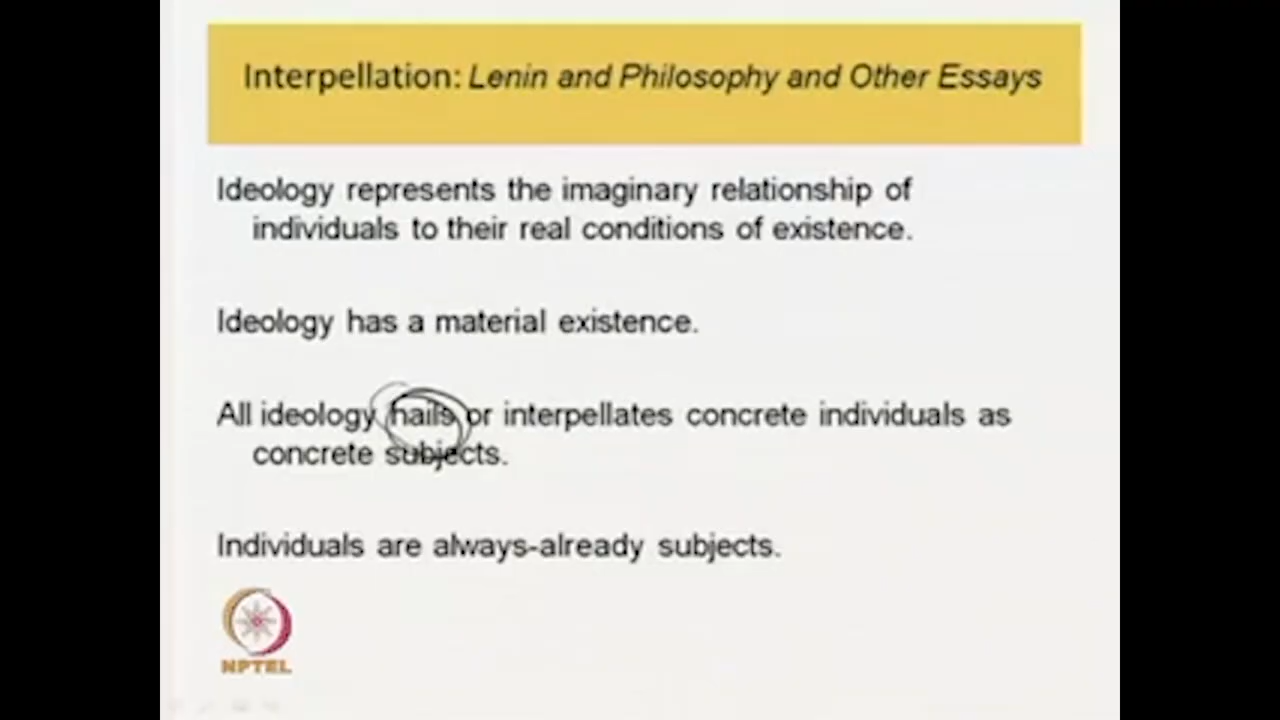 Interpellation: Lenin and Philosophy and Other Essays
Ideology represents the imaginary relationship of
individuals to their real conditions of existence.
Ideology has a material existence.
All ideology hails or interpellates concrete individuals as
concrete subjects.
Individuals are always-already subjects.
NPTEL